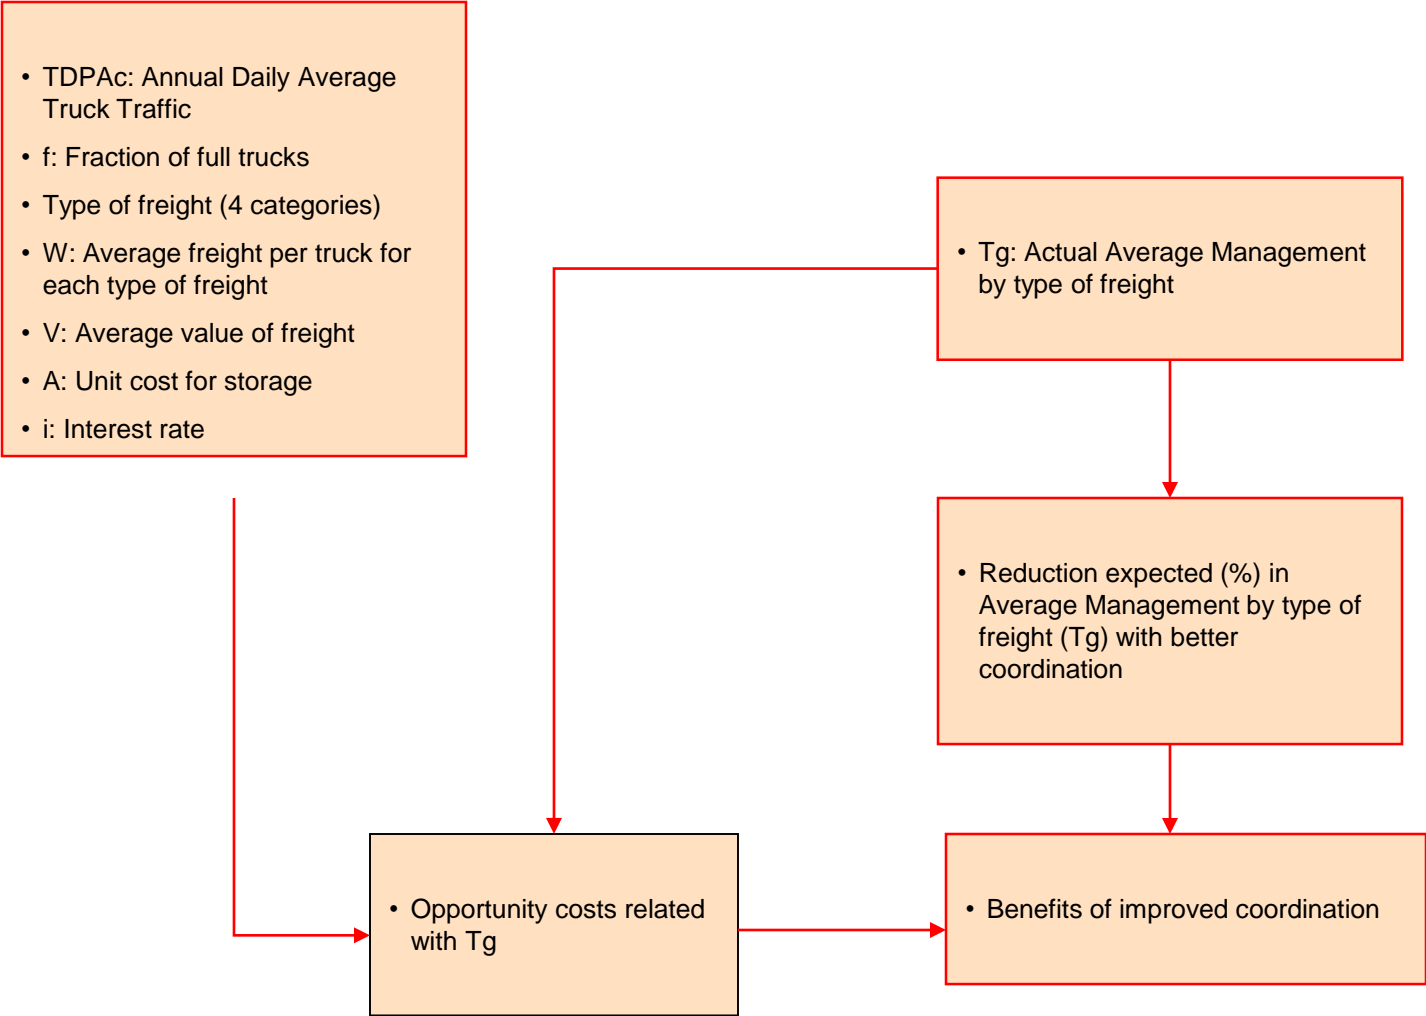 • TDPAc: Annual Daily Average
Truck Traffic
• f: Fraction of full trucks
• Type of freight (4 categories)
• W: Average freight per truck for
each type of freight
• V: Average value of freight
• A: Unit cost for storage
• i: Interest rate
• Tg: Actual Average Management
by type of freight
• Reduction expected (%) in
Average Management by type of
freight (Tg) with better
coordination
• Opportunity costs related
with Tg
• Benefits of improved coordination